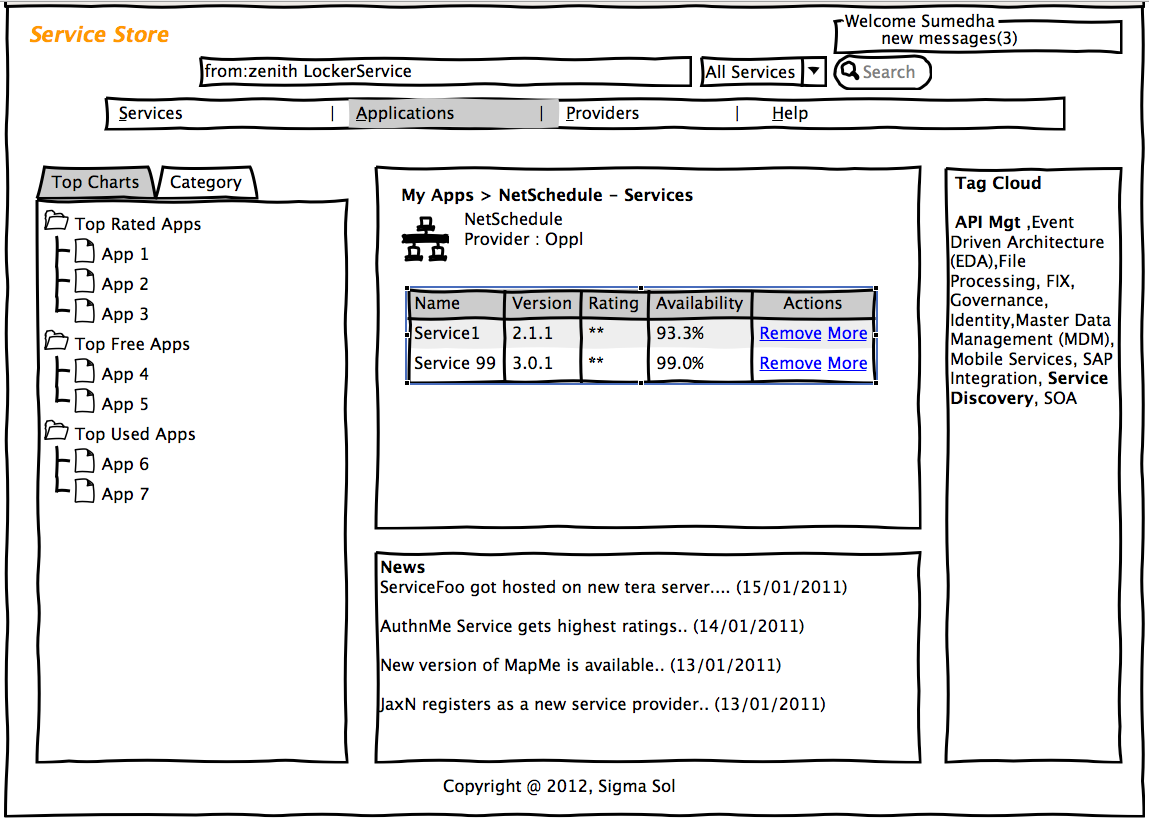 Service Store
Welcome Sumedha
new messages(3)
from:zenith LockerService
All Services
Search
Services | Applications | Providers | Help
Top Charts
Category
Top Rated Apps
App 1
App 2
App 3
Top Free Apps
App 4
App 5
Top Used Apps
App 6
App 7
My Apps > NetSchedule – Services
NetSchedule
Provider : Oppl
Name Version Rating Availability Actions
Service1 2.1.1 ** 93.3% Remove More
Service 99 3.0.1 ** 99.0% Remove More
News
ServiceFoo got hosted on new tera server.... (15/01/2011)
AuthnMe Service gets highest ratings.. (14/01/2011)
New version of MapMe is available.. (13/01/2011)
JaxN registers as a new service provider.. (13/01/2011)
Tag Cloud
API Mgt ,Event
Driven Architecture
(EDA),File
Processing, FIX,
Governance,
Identity,Master Data
Management (MDM),
Mobile Services, SAP
Integration, Service
Discovery, SOA
Copyright @ 2012, Sigma Sol